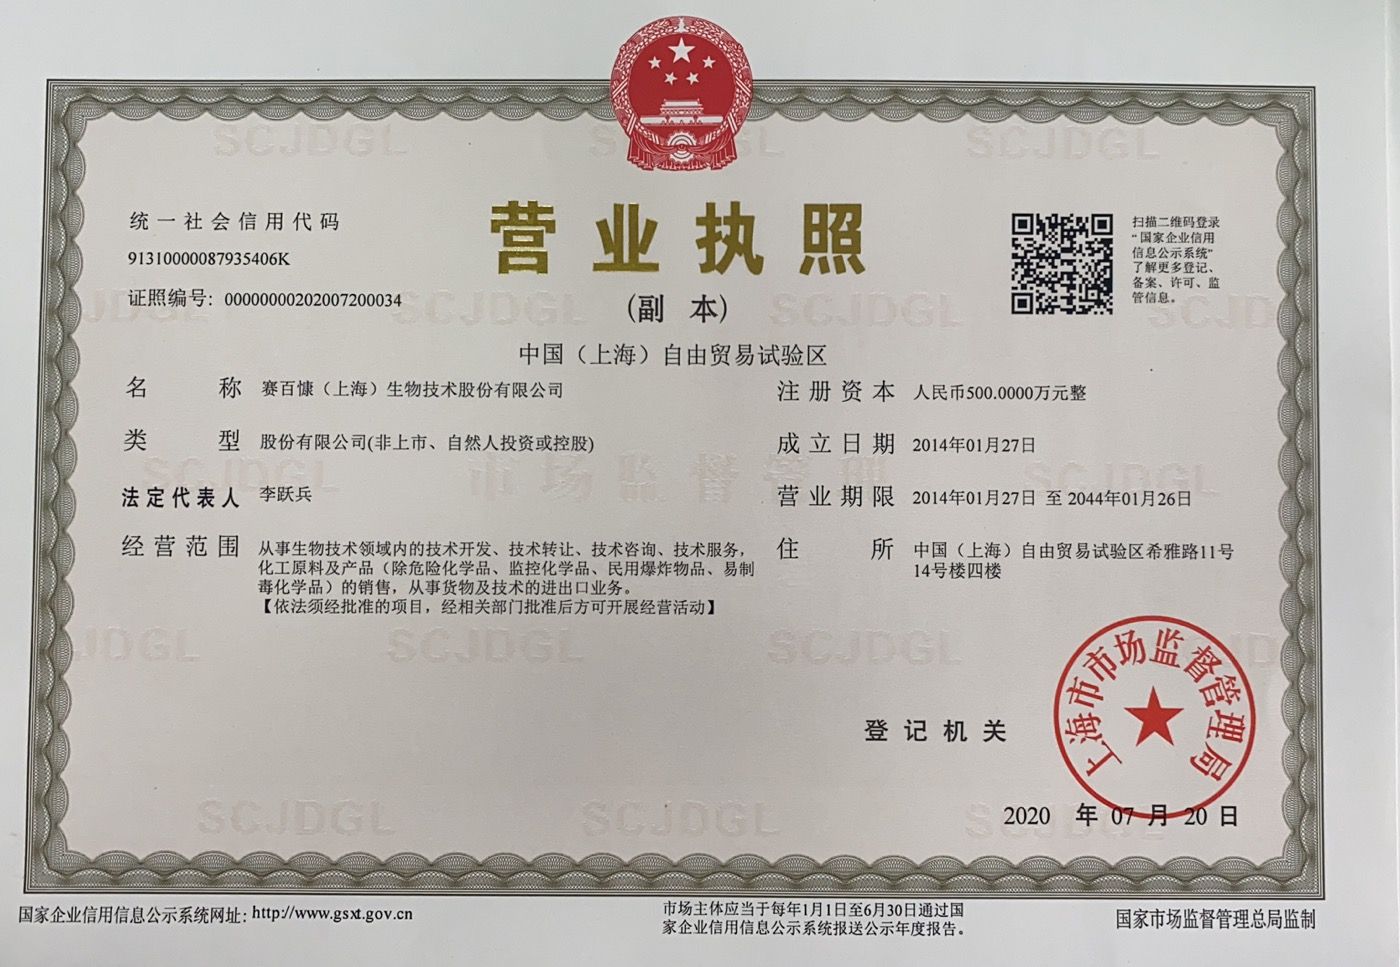 营业执照
(副 本)
中国（上海）自由贸易试验区
统一社会信用代码
91310000087935406K
证照编号: 00000000202007200034
扫描二维码登录
“国家企业信用
信息公示系统”
了解更多登记、
备案、许可、监
管信息。
名 称 赛百慷（上海）生物技术股份有限公司
类 型 股份有限公司(非上市、自然人投资或控股)
法定代表人 李跃兵
经营范围 从事生物技术领域内的技术开发、技术转让、技术咨询、技术服务，
化工原料及产品（除危险化学品、监控化学品、民用爆炸物品、易制
毒化学品）的销售，从事货物及技术的进出口业务。
【依法须经批准的项目，经相关部门批准后方可开展经营活动】
注册资本 人民币500.0000万元整
成立日期 2014年01月27日
营业期限 2014年01月27日 至 2044年01月26日
住 所 中国（上海）自由贸易试验区希雅路11号
14号楼四楼
登记机关
上海市市场监督管理局
2020 年 07 月 20 日
SCJDGL
市场监督管理
国家企业信用信息公示系统网址: http://www.gsxt.gov.cn
市场主体应当于每年1月1日至6月30日通过国
家企业信用信息公示系统报送公示年度报告。
国家市场监督管理总局监制